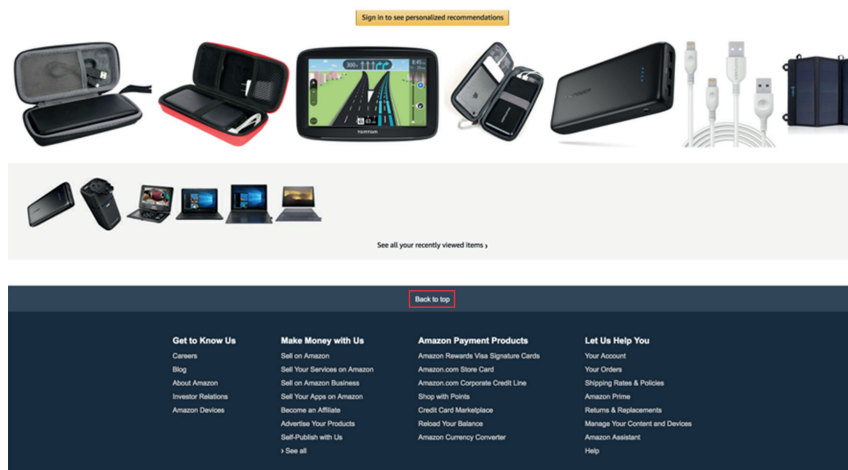 Sign in to see personalized recommendations
TOMTOM
See all your recently viewed items ›
Back to top
Get to Know Us
Careers
Blog
About Amazon
Investor Relations
Amazon Devices
Make Money with Us
Sell on Amazon
Sell Your Services on Amazon
Sell on Amazon Business
Sell Your Apps on Amazon
Become an Affiliate
Advertise Your Products
Self-Publish with Us
› See all
Amazon Payment Products
Amazon Rewards Visa Signature Cards
Amazon.com Store Card
Amazon.com Corporate Credit Line
Shop with Points
Credit Card Marketplace
Reload Your Balance
Amazon Currency Converter
Let Us Help You
Your Account
Your Orders
Shipping Rates & Policies
Amazon Prime
Returns & Replacements
Manage Your Content and Devices
Amazon Assistant
Help